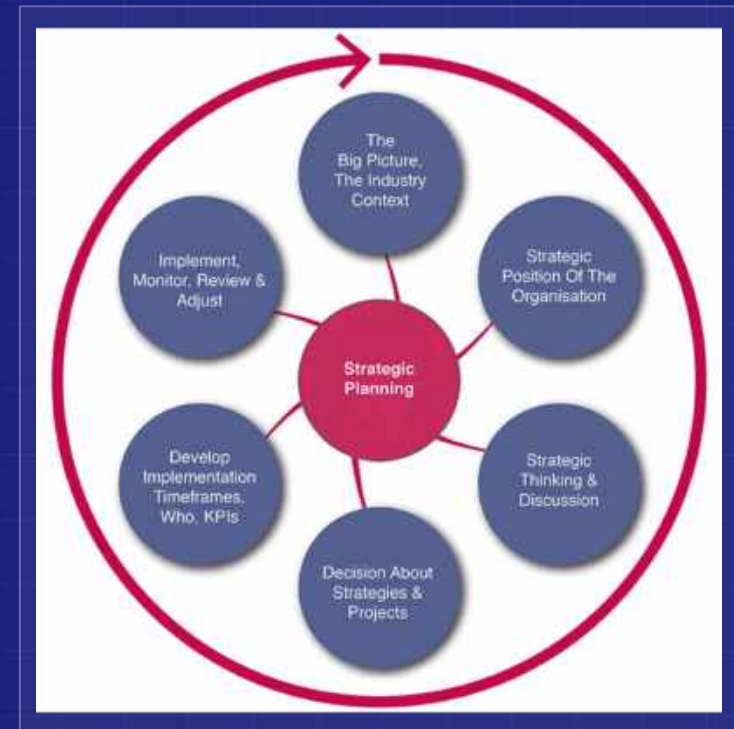 The
Big Picture,
The Industry
Context
Strategic
Position Of The
Organisation
Strategic
Thinking &
Discussion
Decision About
Strategies &
Projects
Develop
Implementation
Timeframes,
Who, KPIs
Implement,
Monitor, Review &
Adjust
Strategic
Planning